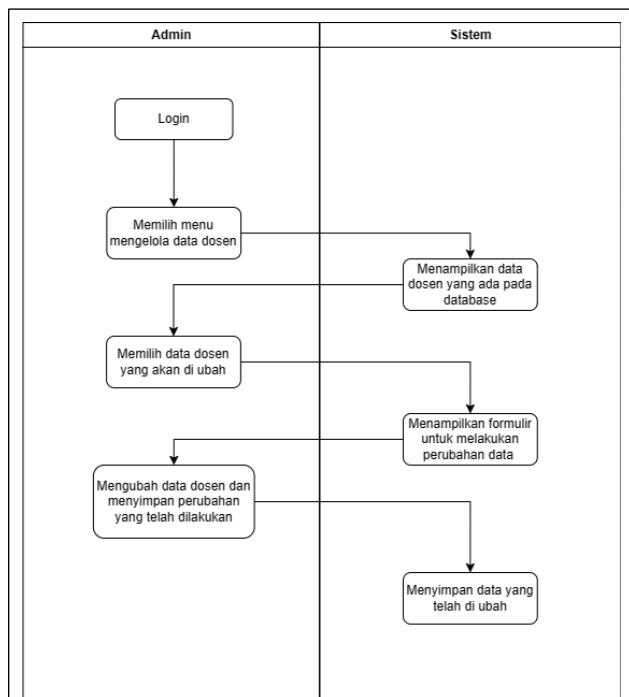 Admin
Sistem
Login
Memilih menu
mengelola data dosen
Menampilkan data
dosen yang ada pada
database
Memilih data dosen
yang akan di ubah
Menampilkan formulir
untuk melakukan
perubahan data
Mengubah data dosen dan
menyimpan perubahan
yang telah dilakukan
Menyimpan data yang
telah di ubah